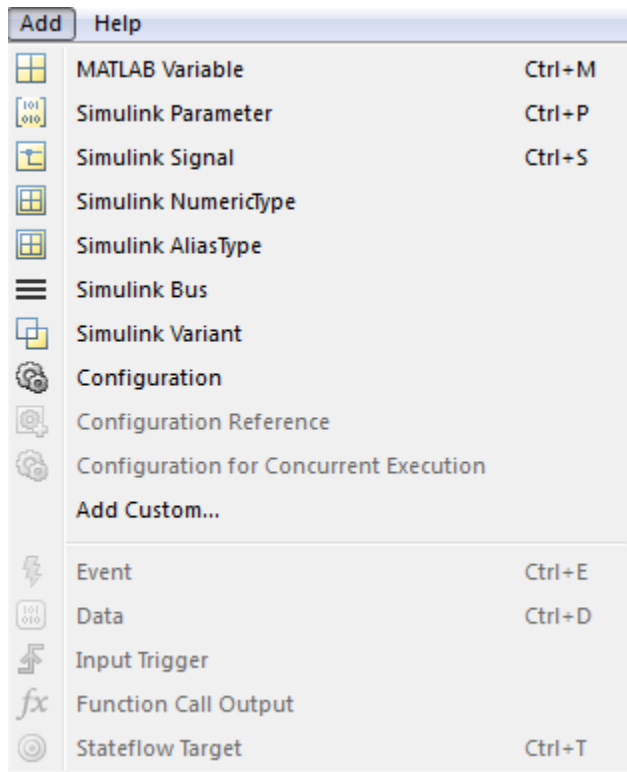 Add Help
MATLAB Variable Ctrl+M
Simulink Parameter Ctrl+P
Simulink Signal Ctrl+S
Simulink NumericType
Simulink AliasType
Simulink Bus
Simulink Variant
Configuration
Configuration Reference
Configuration for Concurrent Execution
Add Custom...
Event Ctrl+E
Data Ctrl+D
Input Trigger
fx Function Call Output
Stateflow Target Ctrl+T